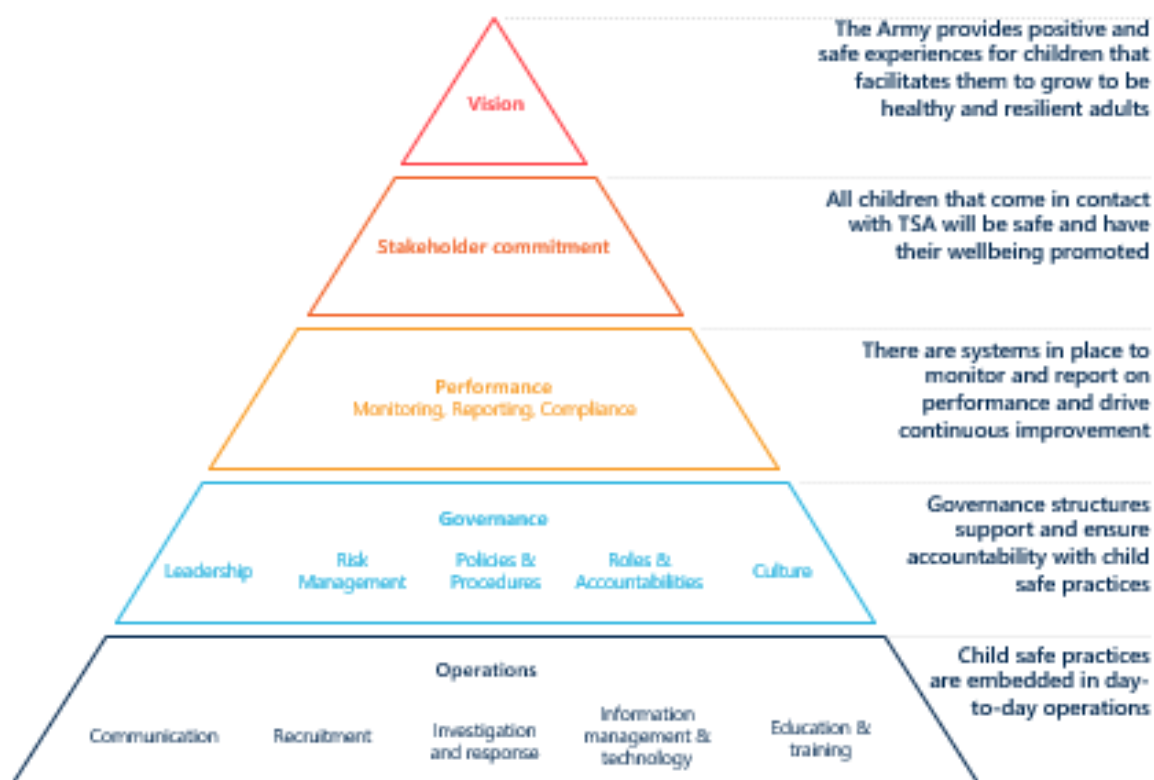 The Army provides positive and
safe experiences for children that
facilitates them to grow to be
healthy and resilient adults
Vision
All children that come in contact
with TSA will be safe and have
their wellbeing promoted
Stakeholder commitment
There are systems in place to
monitor and report on
performance and drive
continuous improvement
Performance
Monitoring, Reporting, Compliance
Governance structures
support and ensure
accountability with child
safe practices
Governance
Leadership
Risk
Management
Policies &
Procedures
Roles &
Accountabilities
Culture
Child safe practices
are embedded in day-
to-day operations
Operations
Communication
Recruitment
Investigation
and response
Information
management &
technology
Education &
training